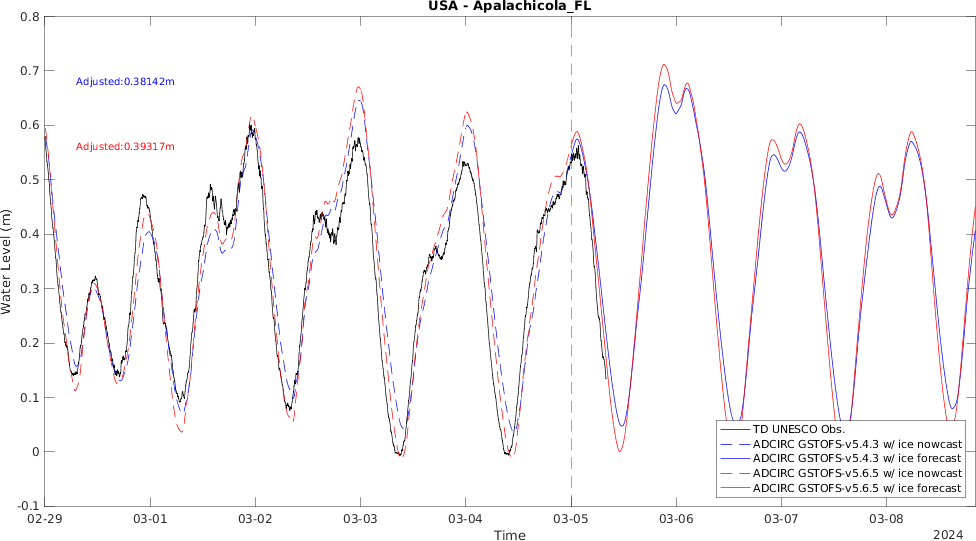 USA - Apalachicola_FL
0.8
0.7
0.6
0.5
0.4
0.3
0.2
0.1
0
-0.1
Water Level (m)
Adjusted:0.38142m
Adjusted:0.39317m
TD UNESCO Obs.
ADCIRC GSTOFS-v5.4.3 w/ ice nowcast
ADCIRC GSTOFS-v5.4.3 w/ ice forecast
ADCIRC GSTOFS-v5.6.5 w/ ice nowcast
ADCIRC GSTOFS-v5.6.5 w/ ice forecast
02-29 03-01 03-02 03-03 03-04 03-05 03-06 03-07 03-08
Time
2024